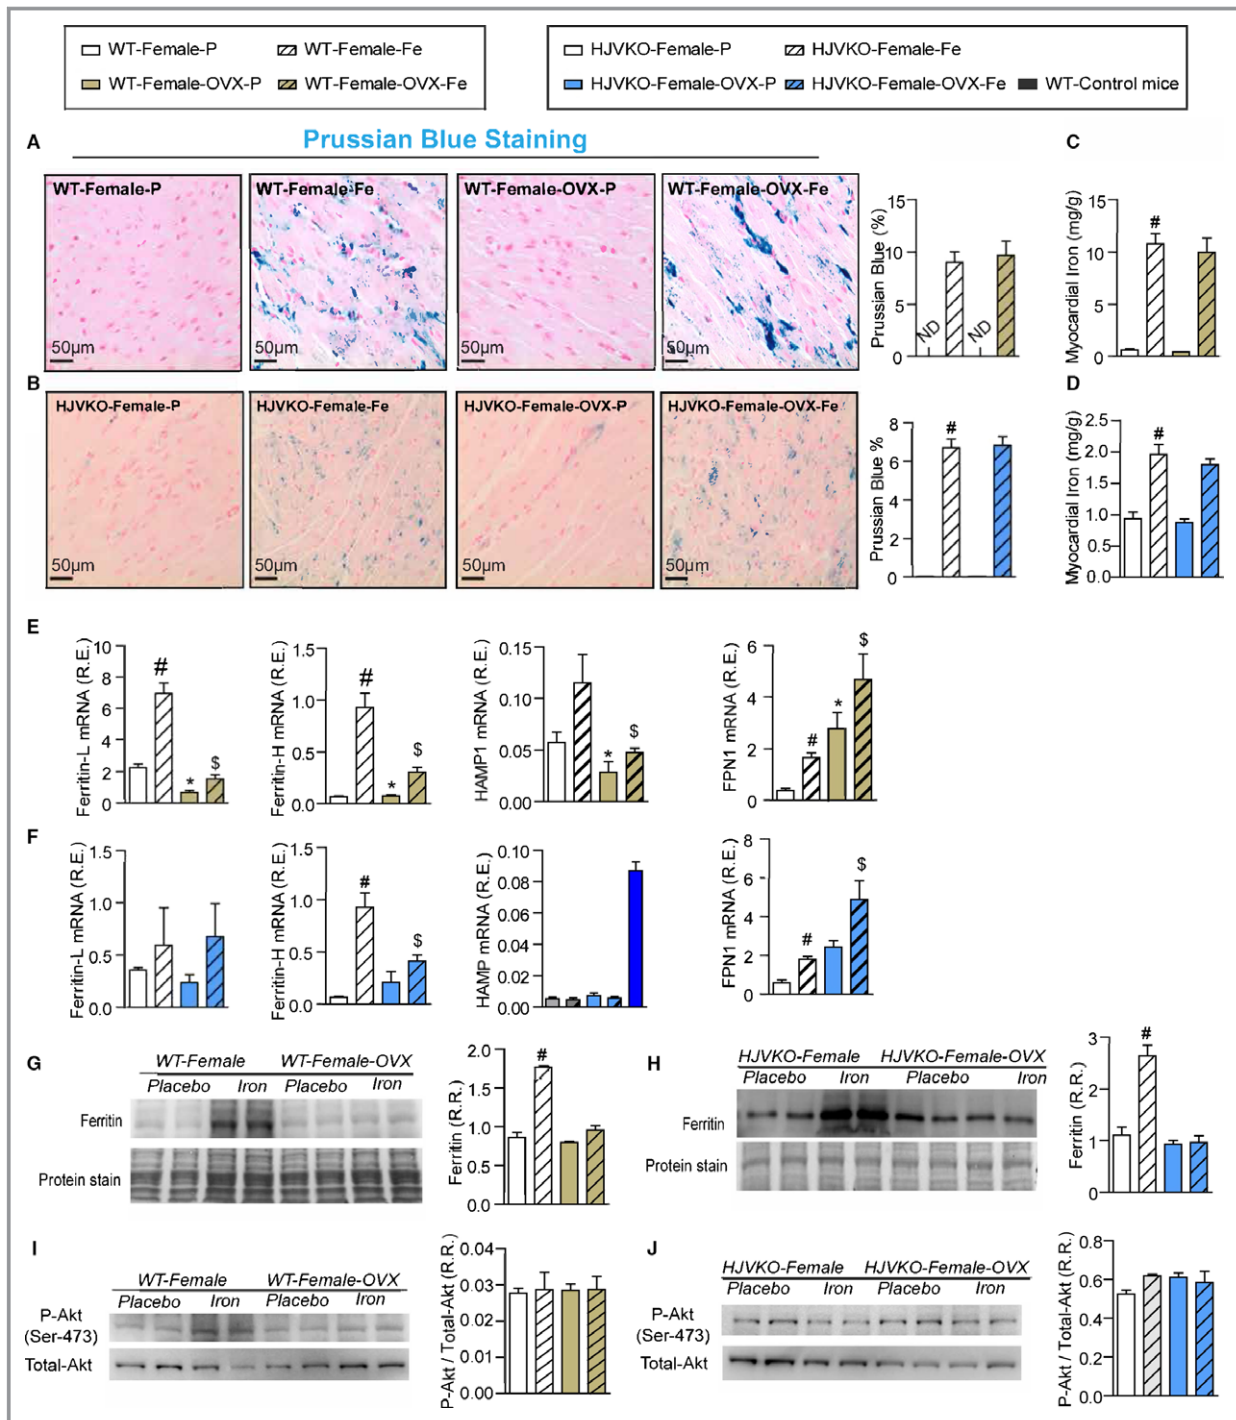 WT-Female-P WT-Female-Fe
WT-Female-OVX-P WT-Female-OVX-Fe
HJVKO-Female-P HJVKO-Female-Fe
HJVKO-Female-OVX-P HJVKO-Female-OVX-Fe WT-Control mice
A Prussian Blue Staining
WT-Female-P WT-Female-Fe WT-Female-OVX-P WT-Female-OVX-Fe
50µm 50µm 50µm 50µm
Prussian Blue (%)
15
10
5
0
ND ND
C
Myocardial Iron (mg/g)
15
10
5
0
#
B
HJVKO-Female-P HJVKO-Female-Fe HJVKO-Female-OVX-P HJVKO-Female-OVX-Fe
50µm 50µm 50µm 50µm
Prussian Blue %
8
6
4
2
0
#
D
Myocardial Iron (mg/g)
2.5
2.0
1.5
1.0
0.5
0.0
#
E
Ferritin-L mRNA (R.E.)
10
8
6
4
2
0
# * $
Ferritin-H mRNA (R.E.)
1.5
1.0
0.5
0.0
# * $
HAMP1 mRNA (R.E.)
0.15
0.10
0.05
0.00
* $
FPN1 mRNA (R.E.)
6
4
2
0
# * $
F
Ferritin-L mRNA (R.E.)
1.5
1.0
0.5
0.0
Ferritin-H mRNA (R.E.)
1.5
1.0
0.5
0.0
# $
HAMP mRNA (R.E.)
0.10
0.08
0.06
0.04
0.02
0.00
FPN1 mRNA (R.E.)
8
6
4
2
0
# $
G
WT-Female WT-Female-OVX
Placebo Iron Placebo Iron
Ferritin
Protein stain
Ferritin (R.R.)
2.0
1.5
1.0
0.5
0.0
#
H
HJVKO-Female HJVKO-Female-OVX
Placebo Iron Placebo Iron
Ferritin
Protein stain
Ferritin (R.R.)
3
2
1
0
#
I
WT-Female WT-Female-OVX
Placebo Iron Placebo Iron
P-Akt
(Ser-473)
Total-Akt
P-Akt / Total-Akt (R.R.)
0.04
0.03
0.02
0.01
0.00
J
HJVKO-Female HJVKO-Female-OVX
Placebo Iron Placebo Iron
P-Akt
(Ser-473)
Total-Akt
P-Akt / Total-Akt (R.R.)
0.8
0.6
0.4
0.2
0.0